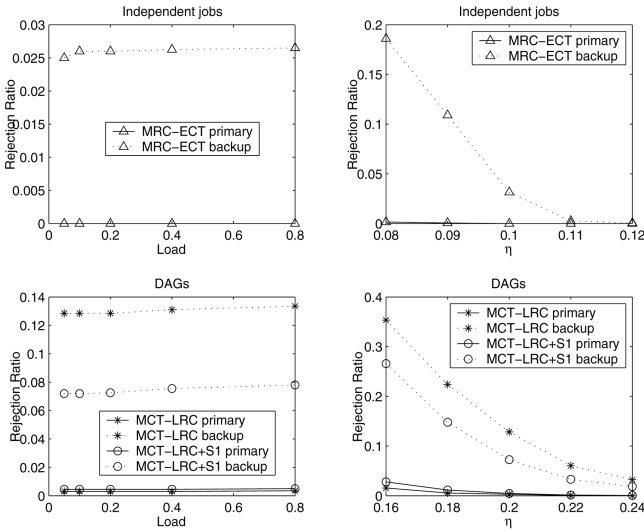 Independent jobs
0.03
0.025
0.02
0.015
0.01
0.005
0
Rejection Ratio
MRC-ECT primary
MRC-ECT backup
0 0.2 0.4 0.6 0.8
Load
Independent jobs
0.2
0.15
0.1
0.05
0
Rejection Ratio
MRC-ECT primary
MRC-ECT backup
0.08 0.09 0.1 0.11 0.12
η
DAGs
0.14
0.12
0.1
0.08
0.06
0.04
0.02
0
Rejection Ratio
MCT-LRC primary
MCT-LRC backup
MCT-LRC+S1 primary
MCT-LRC+S1 backup
0 0.2 0.4 0.6 0.8
Load
DAGs
0.4
0.3
0.2
0.1
0
Rejection Ratio
MCT-LRC primary
MCT-LRC backup
MCT-LRC+S1 primary
MCT-LRC+S1 backup
0.16 0.18 0.2 0.22 0.24
η